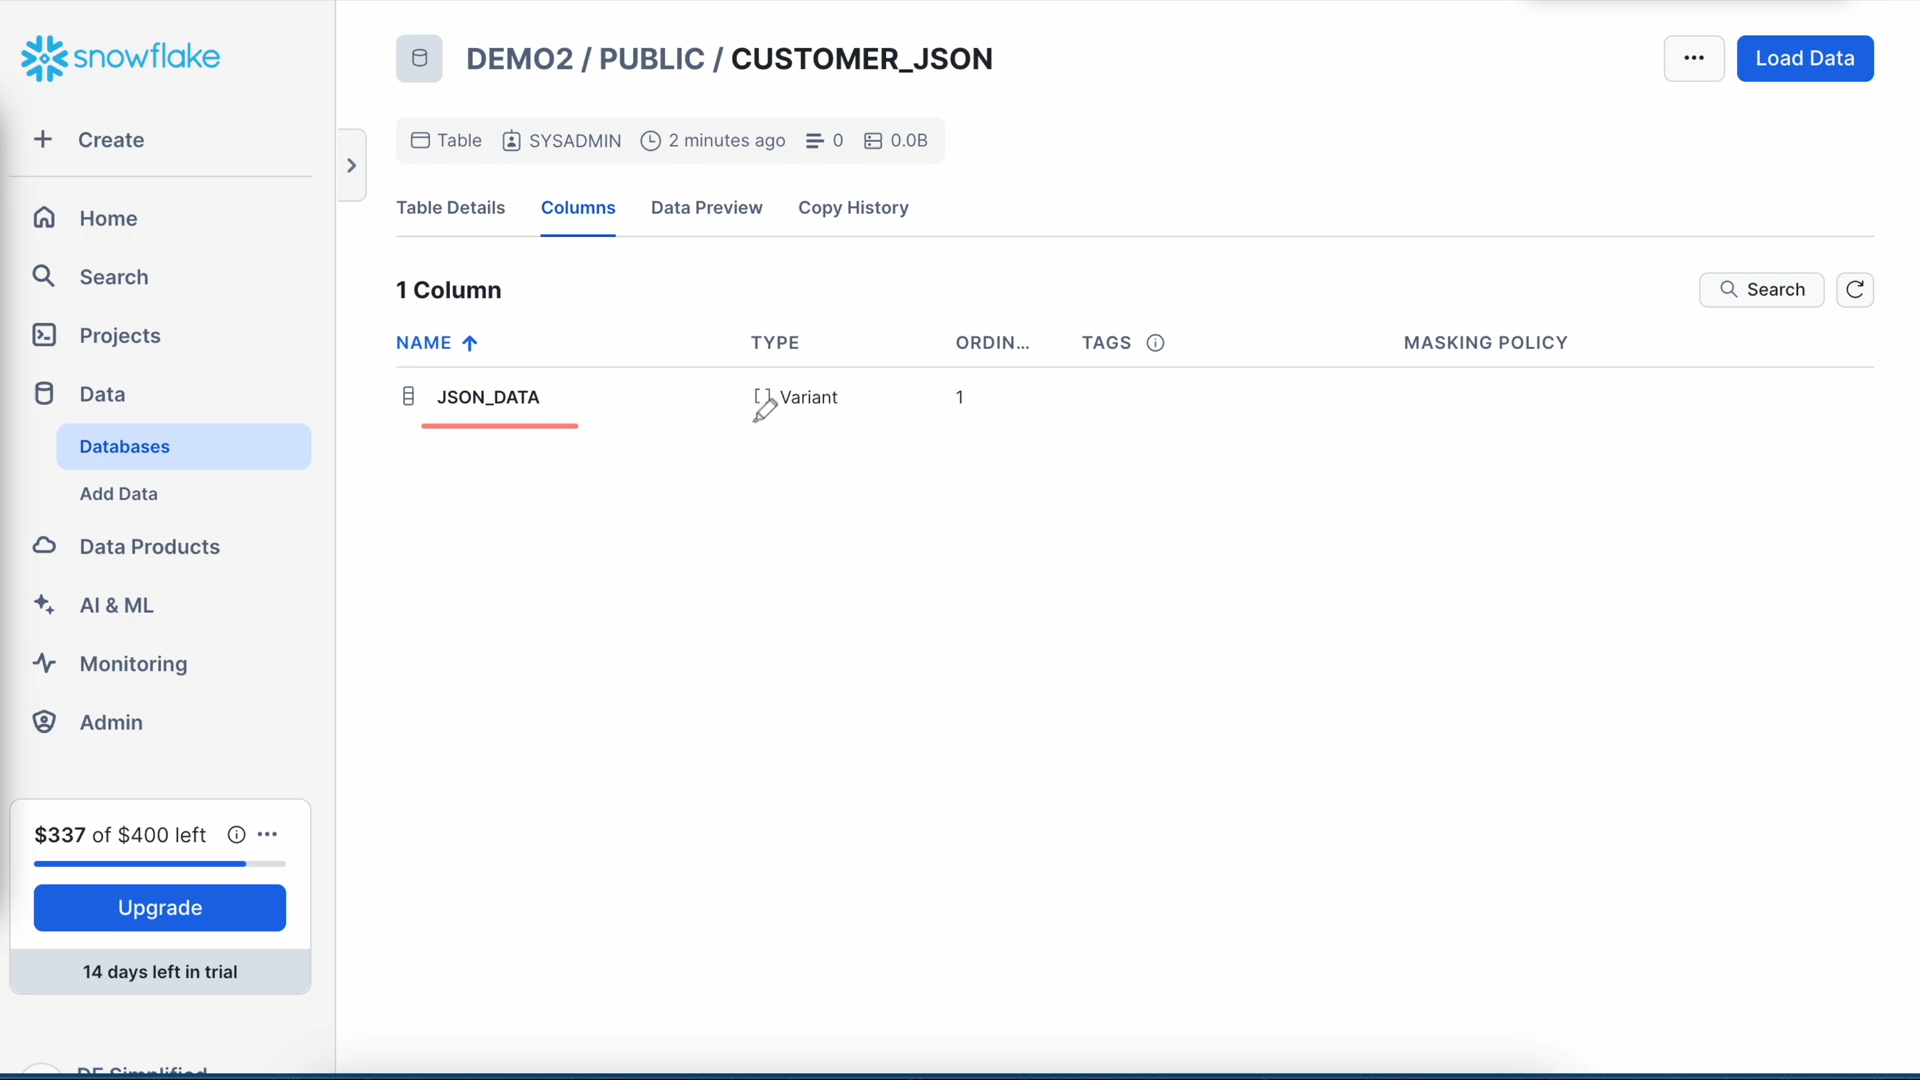 snowflake
Create
Home
Search
Projects
Data
Databases
Add Data
Data Products
AI & ML
Monitoring
Admin
$337 of $400 left
Upgrade
14 days left in trial
DE Simplified
DEMO2 / PUBLIC / CUSTOMER_JSON
... Load Data
Table SYSADMIN 2 minutes ago 0 0.0B
Table Details Columns Data Preview Copy History
1 Column
Search
NAME TYPE ORDIN... TAGS MASKING POLICY
JSON_DATA [ ] Variant 1